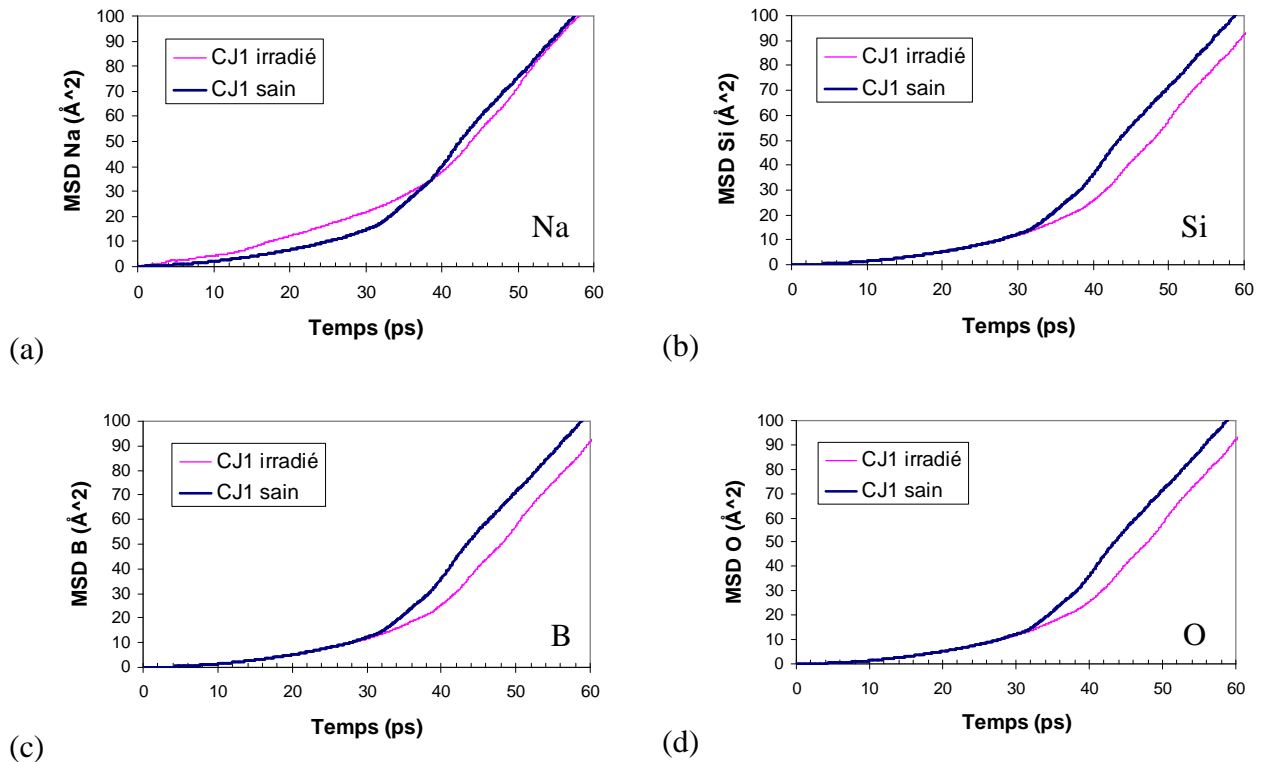 100
90
80
70
60
50
40
30
20
10
0
MSD Na (Å^2)
CJ1 irradié
CJ1 sain
Na
0 10 20 30 40 50 60
Temps (ps)
(a)
100
90
80
70
60
50
40
30
20
10
0
MSD Si (Å^2)
CJ1 irradié
CJ1 sain
Si
0 10 20 30 40 50 60
Temps (ps)
(b)
100
90
80
70
60
50
40
30
20
10
0
MSD B (Å^2)
CJ1 irradié
CJ1 sain
B
0 10 20 30 40 50 60
Temps (ps)
(c)
100
90
80
70
60
50
40
30
20
10
0
MSD O (Å^2)
CJ1 irradié
CJ1 sain
O
0 10 20 30 40 50 60
Temps (ps)
(d)